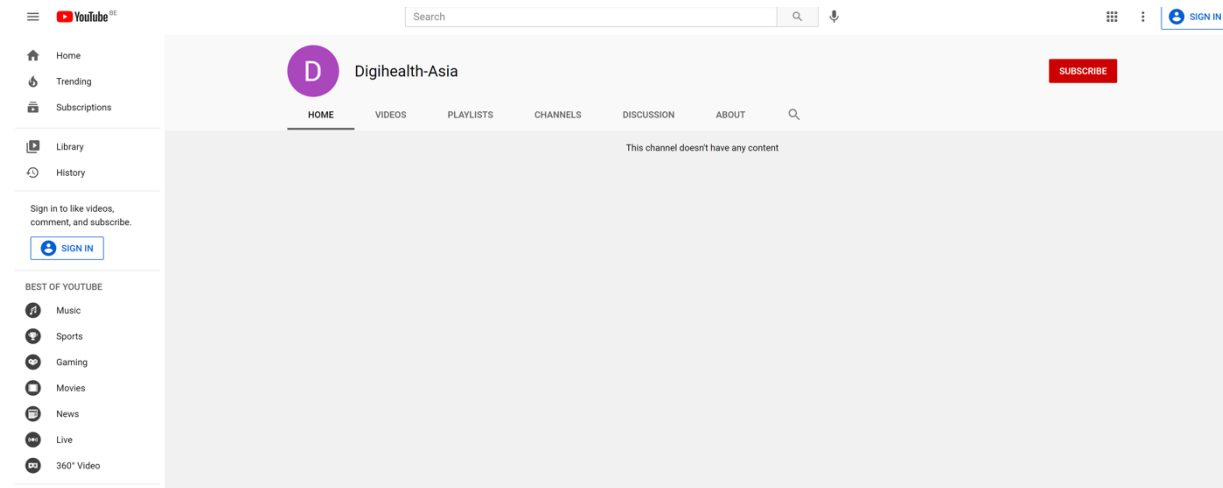 YouTube BE
Search
SIGN IN
Home
Trending
Subscriptions
Library
History
Sign in to like videos,
comment, and subscribe.
SIGN IN
BEST OF YOUTUBE
Music
Sports
Gaming
Movies
News
Live
360° Video
D
Digihealth-Asia
SUBSCRIBE
HOME VIDEOS PLAYLISTS CHANNELS DISCUSSION ABOUT
This channel doesn't have any content